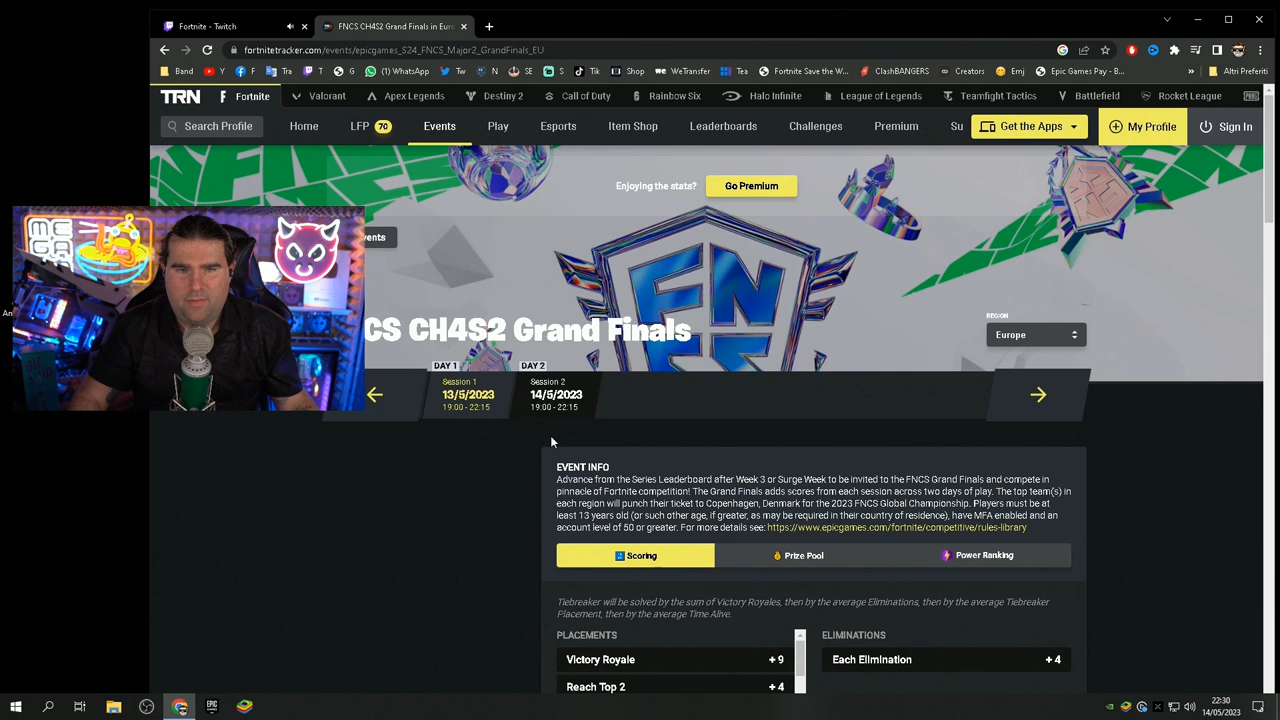 Fortnite - Twitch
FNCS CH4S2 Grand Finals in Euro
fortnitetracker.com/events/epicgames_S24_FNCS_Major2_GrandFinals_EU
Band Y F Tra T G (1) WhatsApp Tw N SE S Tik Shop WeTransfer Tea Fortnite Save the W... ClashBANGERS Creators Emj Epic Games Pay - B... » Altri Preferiti
TRN Fortnite Valorant Apex Legends Destiny 2 Call of Duty Rainbow Six Halo Infinite League of Legends Teamfight Tactics Battlefield Rocket League PUBG
Search Profile Home LFP 70 Events Play Esports Item Shop Leaderboards Challenges Premium Su Get the Apps My Profile Sign In
Enjoying the stats? Go Premium
MEGA
vents
FNCS
REGION
CS CH4S2 Grand Finals
Europe
DAY 1 DAY 2
Session 1 Session 2
13/5/2023 14/5/2023
19:00 - 22:15 19:00 - 22:15
EVENT INFO
Advance from the Series Leaderboard after Week 3 or Surge Week to be invited to the FNCS Grand Finals and compete in
pinnacle of Fortnite competition! The Grand Finals adds scores from each session across two days of play. The top team(s) in
each region will punch their ticket to Copenhagen, Denmark for the 2023 FNCS Global Championship. Players must be at
least 13 years old (or such other age, if greater, as may be required in their country of residence), have MFA enabled and an
account level of 50 or greater. For more details see: https://www.epicgames.com/fortnite/competitive/rules-library
Scoring Prize Pool Power Ranking
Tiebreaker will be solved by the sum of Victory Royales, then by the average Eliminations, then by the average Tiebreaker
Placement, then by the average Time Alive.
PLACEMENTS ELIMINATIONS
Victory Royale +9 Each Elimination +4
Reach Top 2 +4
22:30
14/05/2023